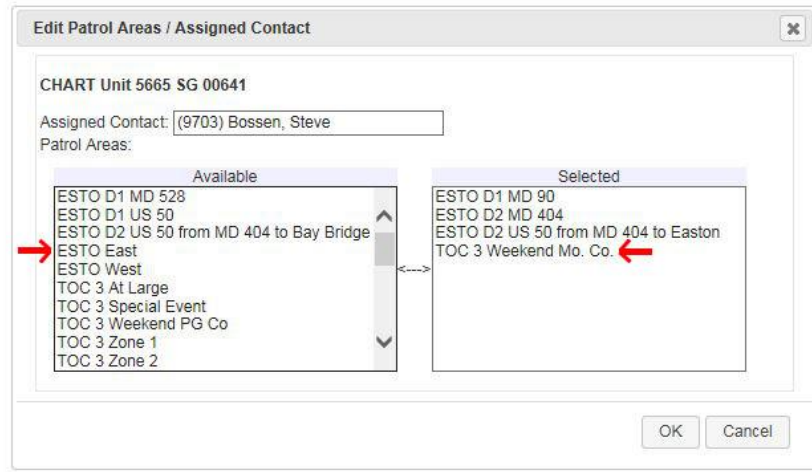 Edit Patrol Areas / Assigned Contact
CHART Unit 5665 SG 00641
Assigned Contact: (9703) Bossen, Steve
Patrol Areas:
Available
ESTO D1 MD 528
ESTO D1 US 50
ESTO D2 US 50 from MD 404 to Bay Bridge
ESTO East
ESTO West
TOC 3 At Large
TOC 3 Special Event
TOC 3 Weekend PG Co
TOC 3 Zone 1
TOC 3 Zone 2
<--->
Selected
ESTO D1 MD 90
ESTO D2 MD 404
ESTO D2 US 50 from MD 404 to Easton
TOC 3 Weekend Mo. Co.
OK Cancel